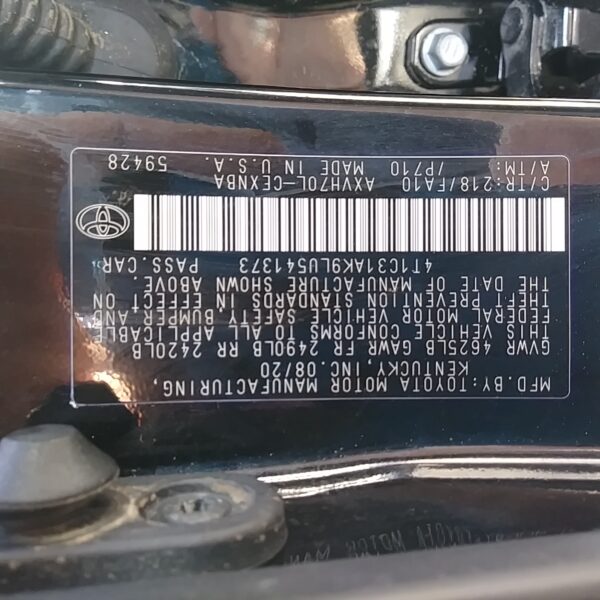 MFD.BY:TOYOTA MOTOR MANUFACTURING,
KENTUCKY, INC.08/20
GVWR 4625LB GAWR FR 2490LB RR 2420LB
THIS VEHICLE CONFORMS TO ALL APPLICABLE
FEDERAL MOTOR VEHICLE SAFETY, BUMPER, AND
THEFT PREVENTION STANDARDS IN EFFECT ON
THE DATE OF MANUFACTURE SHOWN ABOVE.
4T1C31AK9LU541373 PASS.CAR
C/TR:218/FA10 AXVH70L-CEXNBA
A/TM: /P710 MADE IN U.S.A. 59428